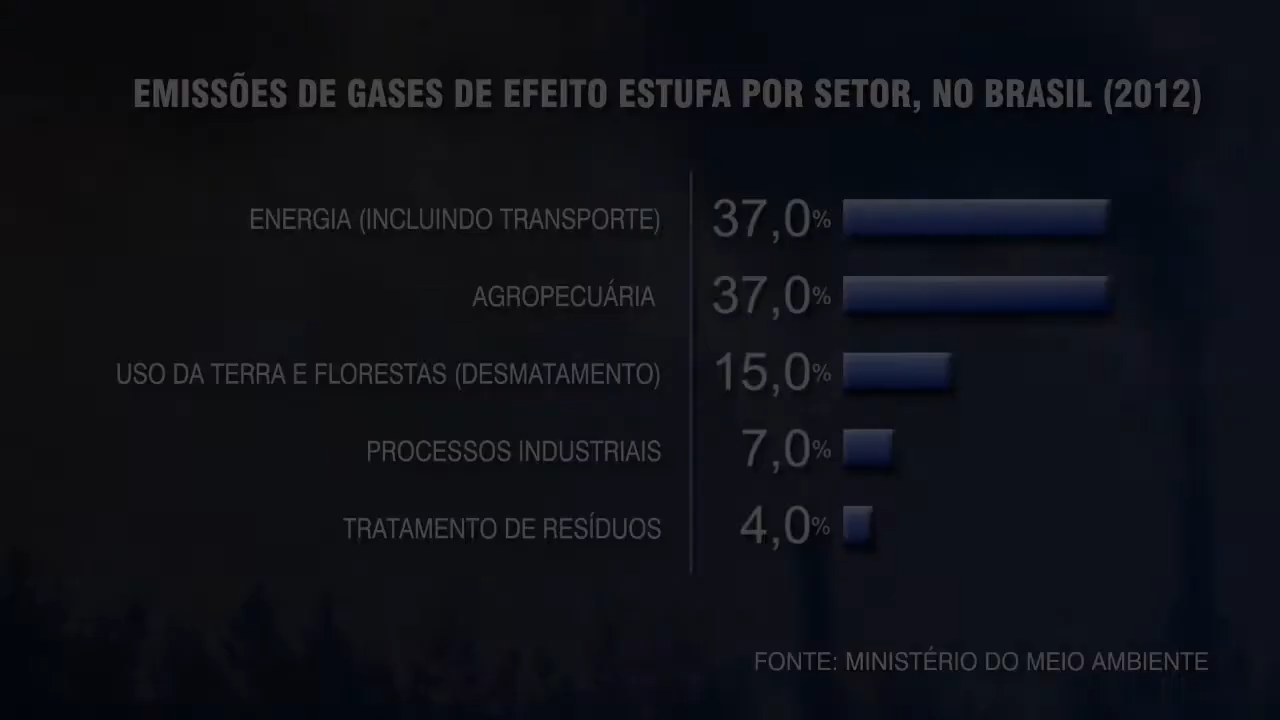 EMISSÕES DE GASES DE EFEITO ESTUFA POR SETOR, NO BRASIL (2012)
ENERGIA (INCLUINDO TRANSPORTE) 37,0%
AGROPECUÁRIA 37,0%
USO DA TERRA E FLORESTAS (DESMATAMENTO) 15,0%
PROCESSOS INDUSTRIAIS 7,0%
TRATAMENTO DE RESÍDUOS 4,0%
FONTE: MINISTÉRIO DO MEIO AMBIENTE